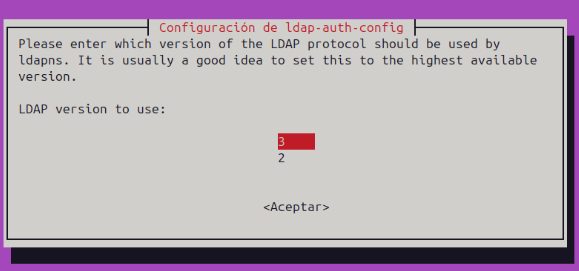 Configuración de ldap-auth-config
Please enter which version of the LDAP protocol should be used by
ldapns. It is usually a good idea to set this to the highest available
version.
LDAP version to use:
3
2
<Aceptar>